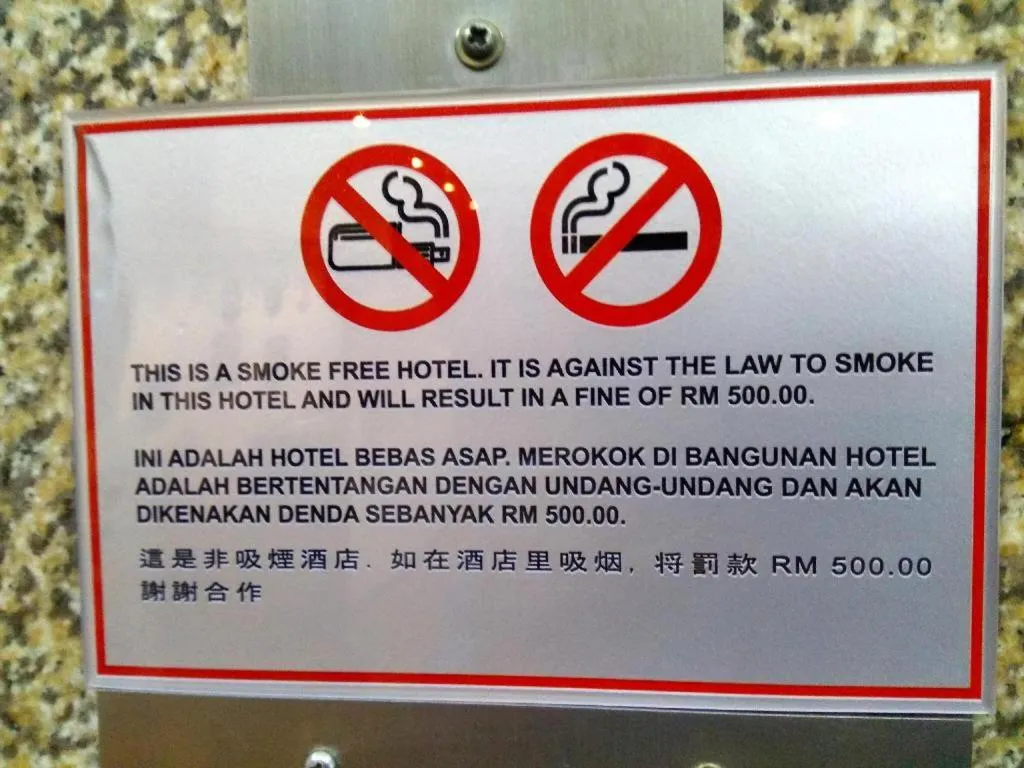 THIS IS A SMOKE FREE HOTEL. IT IS AGAINST THE LAW TO SMOKE
IN THIS HOTEL AND WILL RESULT IN A FINE OF RM 500.00.
INI ADALAH HOTEL BEBAS ASAP. MEROKOK DI BANGUNAN HOTEL
ADALAH BERTENTANGAN DENGAN UNDANG-UNDANG DAN AKAN
DIKENAKAN DENDA SEBANYAK RM 500.00.
這是非吸煙酒店. 如在酒店里吸烟, 将罰款 RM 500.00
謝謝合作